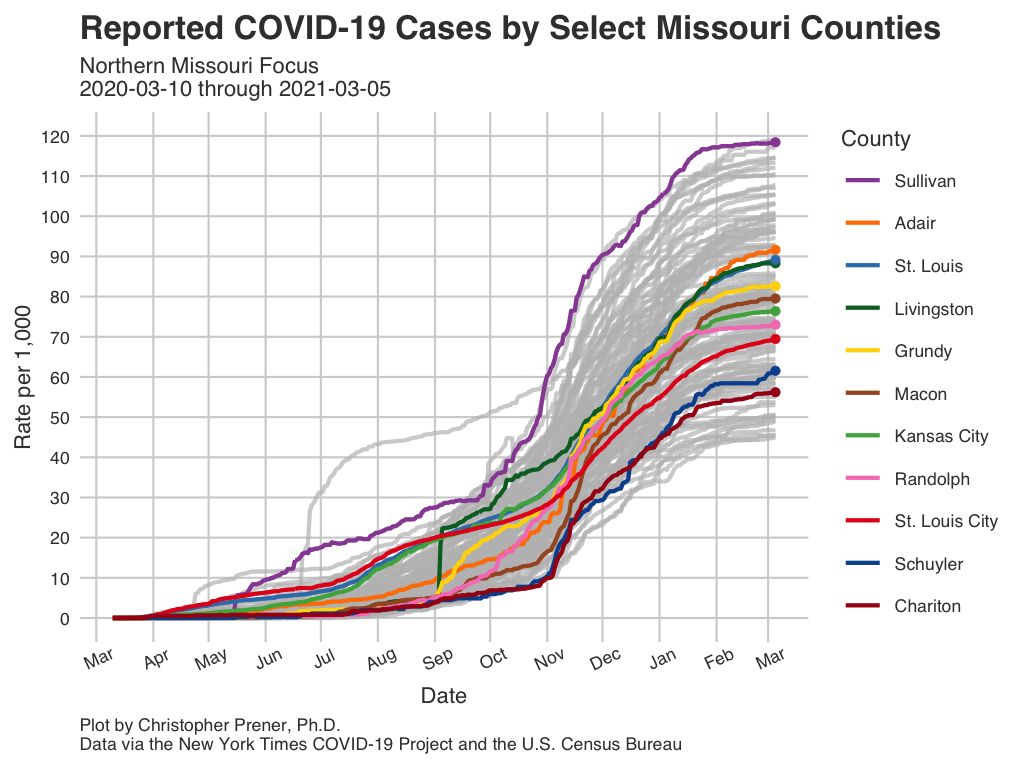 Reported COVID-19 Cases by Select Missouri Counties
Northern Missouri Focus
2020-03-10 through 2021-03-05
Rate per 1,000
120
110
100
90
80
70
60
50
40
30
20
10
0
Mar
Apr
May
Jun
Jul
Aug
Sep
Oct
Nov
Dec
Jan
Feb
Mar
Date
County
Sullivan
Adair
St. Louis
Livingston
Grundy
Macon
Kansas City
Randolph
St. Louis City
Schuyler
Chariton
Plot by Christopher Prener, Ph.D.
Data via the New York Times COVID-19 Project and the U.S. Census Bureau